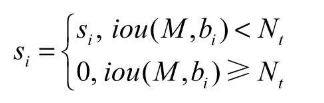 s_i = { s_i, iou(M,b_i) < N_t
0, iou(M,b_i) ⩾ N_t